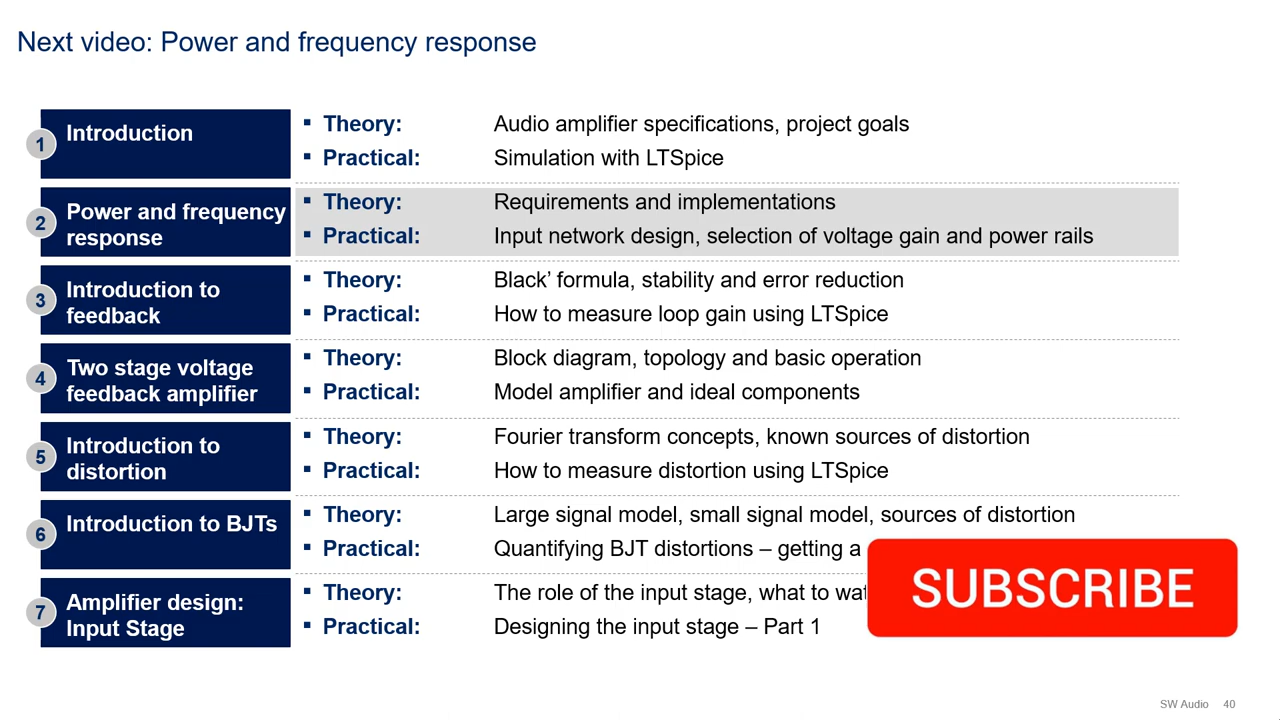 Next video: Power and frequency response
1
Introduction
Theory: Audio amplifier specifications, project goals
Practical: Simulation with LTSpice
2
Power and frequency
response
Theory: Requirements and implementations
Practical: Input network design, selection of voltage gain and power rails
3
Introduction to
feedback
Theory: Black’ formula, stability and error reduction
Practical: How to measure loop gain using LTSpice
4
Two stage voltage
feedback amplifier
Theory: Block diagram, topology and basic operation
Practical: Model amplifier and ideal components
5
Introduction to
distortion
Theory: Fourier transform concepts, known sources of distortion
Practical: How to measure distortion using LTSpice
6
Introduction to BJTs
Theory: Large signal model, small signal model, sources of distortion
Practical: Quantifying BJT distortions – getting a
7
Amplifier design:
Input Stage
Theory: The role of the input stage, what to
Practical: Designing the input stage – Part 1
SUBSCRIBE
SW Audio 40